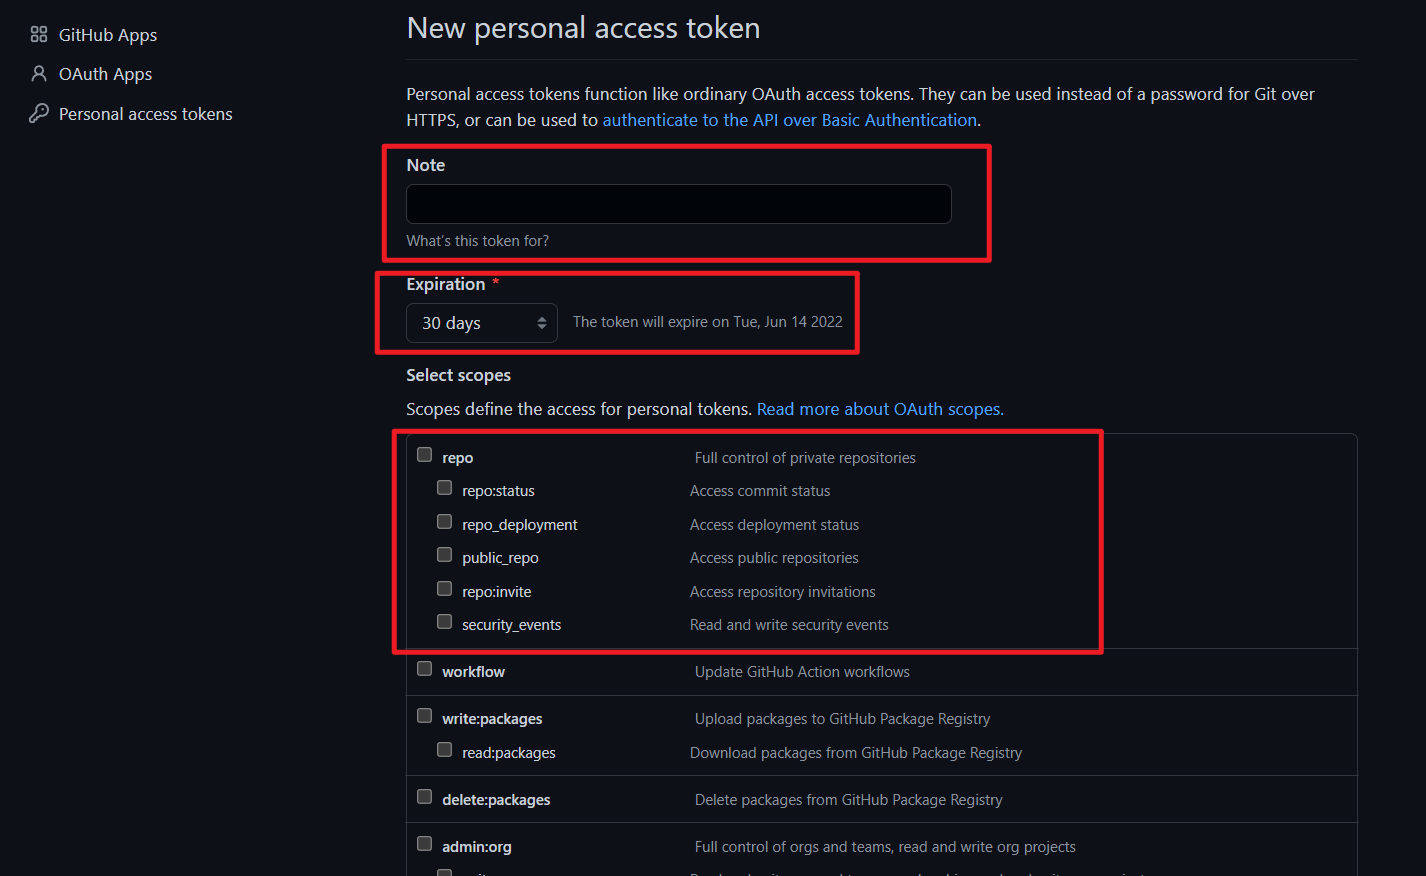 GitHub Apps
OAuth Apps
Personal access tokens
New personal access token
Personal access tokens function like ordinary OAuth access tokens. They can be used instead of a password for Git over
HTTPS, or can be used to authenticate to the API over Basic Authentication.
Note
What's this token for?
Expiration *
30 days The token will expire on Tue, Jun 14 2022
Select scopes
Scopes define the access for personal tokens. Read more about OAuth scopes.
repo Full control of private repositories
repo:status Access commit status
repo_deployment Access deployment status
public_repo Access public repositories
repo:invite Access repository invitations
security_events Read and write security events
workflow Update GitHub Action workflows
write:packages Upload packages to GitHub Package Registry
read:packages Download packages from GitHub Package Registry
delete:packages Delete packages from GitHub Package Registry
admin:org Full control of orgs and teams, read and write org projects